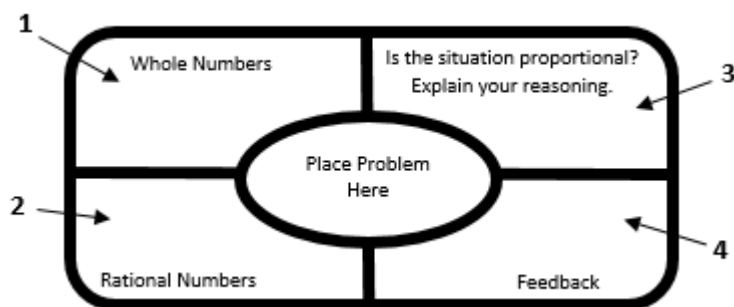 1
Whole Numbers
Is the situation proportional?
Explain your reasoning.
3
Place Problem
Here
2
Rational Numbers
Feedback
4